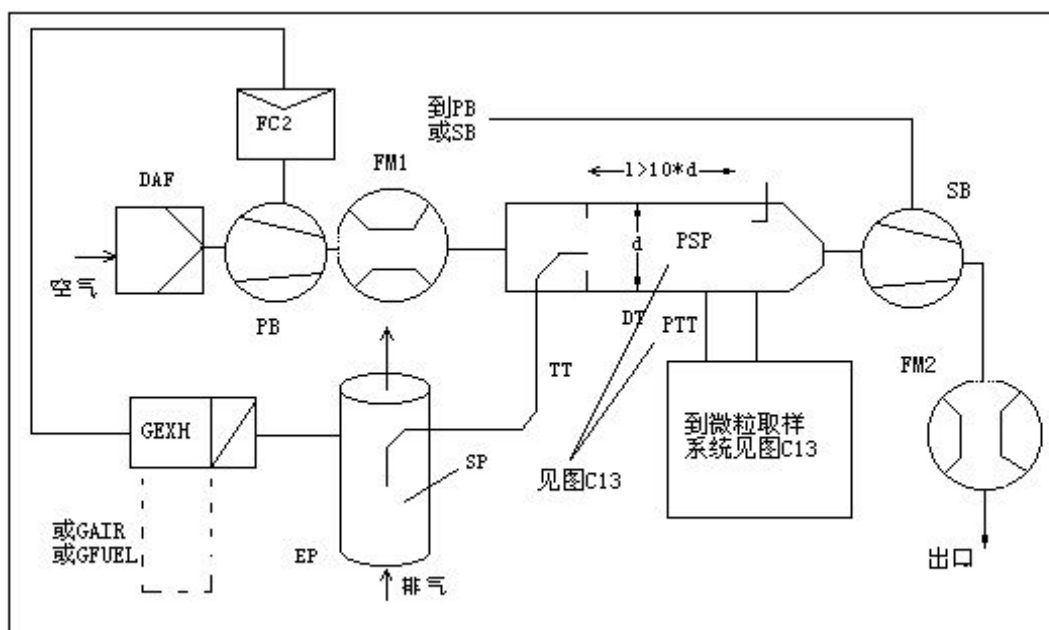 到PB
或SB
FC2
FM1
DAF
l>10*d
SB
d
PSP
空气
PB
DT
PTT
TT
FM2
GEXH
到微粒取样
系统见图C13
SP
见图C13
或GAIR
或GFUEL
EP
排气
出口